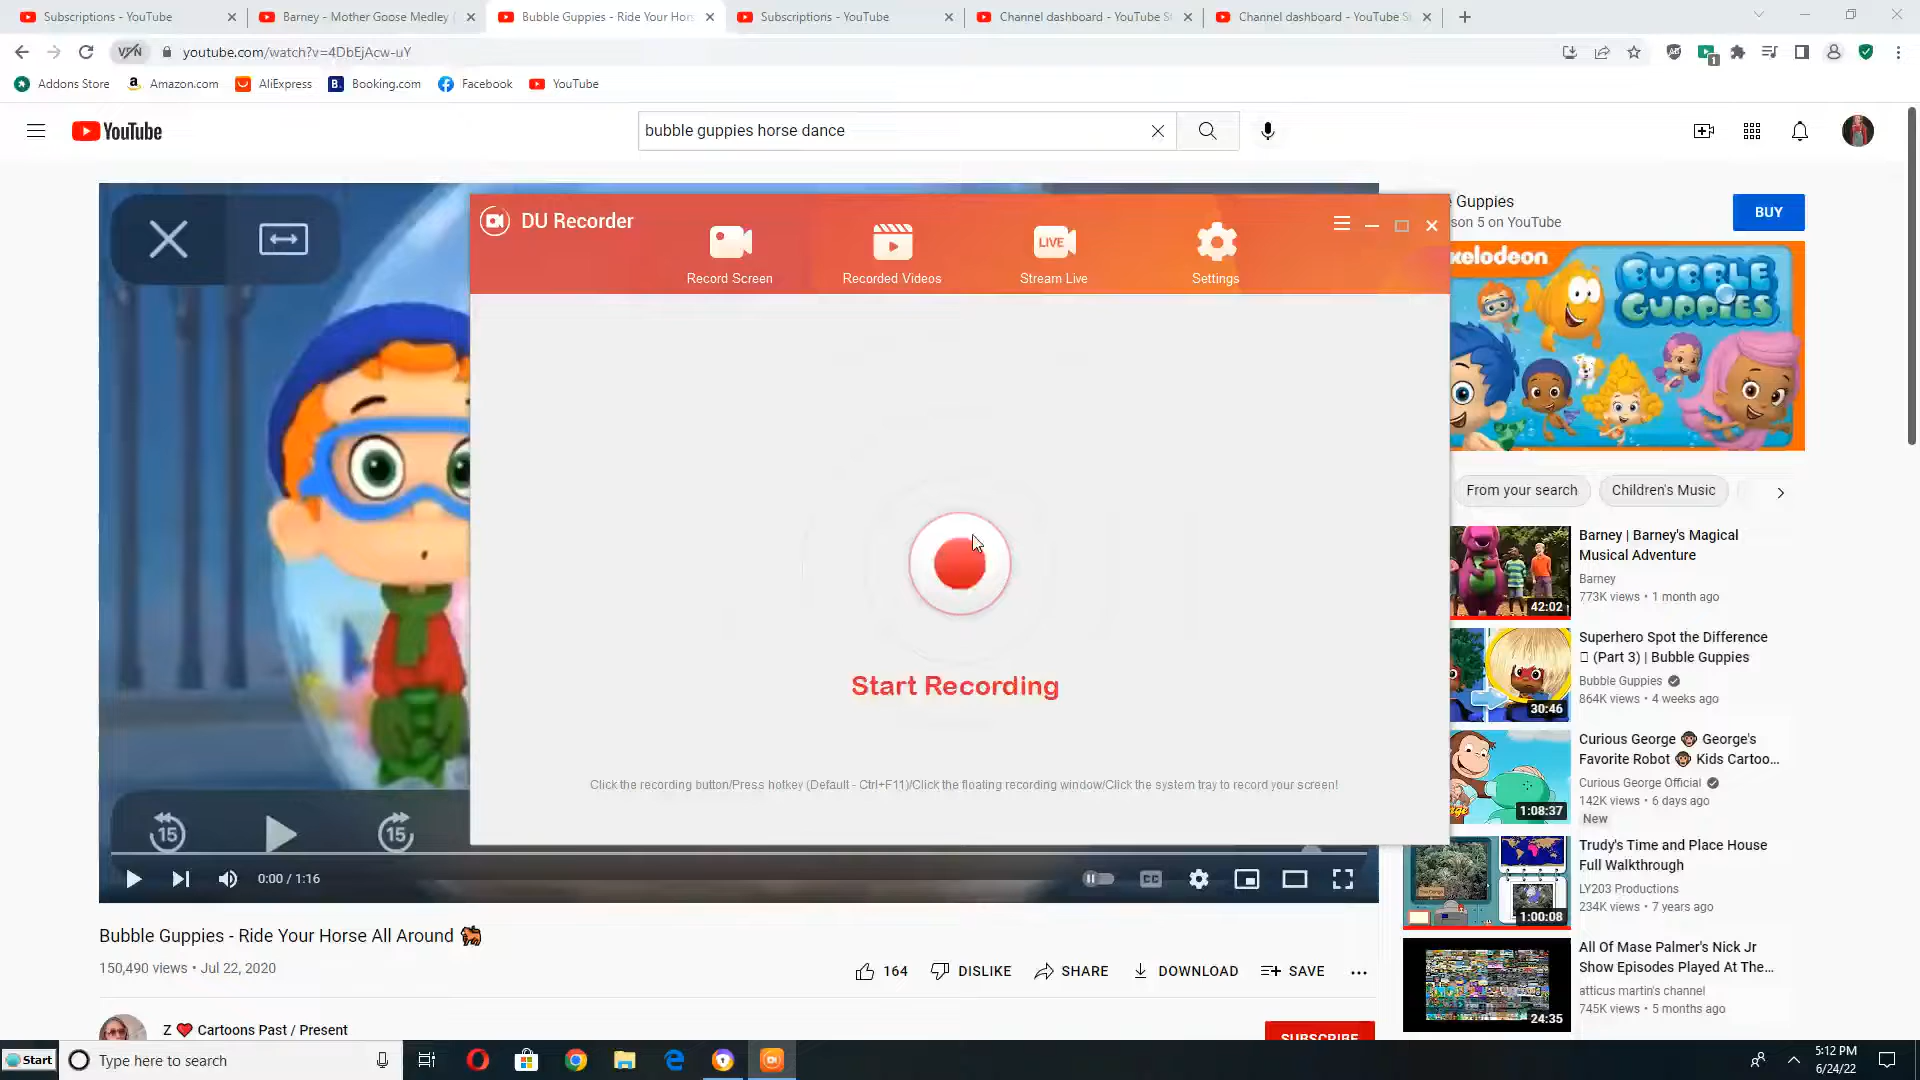 Subscriptions - YouTube
Barney - Mother Goose Medley (
Bubble Guppies - Ride Your Hors
Subscriptions - YouTube
Channel dashboard - YouTube S
Channel dashboard - YouTube S
VPN
youtube.com/watch?v=4DbEjAcw-uY
1
Addons Store
Amazon.com
AliExpress
Booking.com
Facebook
YouTube
YouTube
bubble guppies horse dance
DU Recorder
Record Screen
Recorded Videos
LIVE
Stream Live
Settings
Start Recording
Click the recording button/Press hotkey (Default - Ctrl+F11)/Click the floating recording window/Click the system tray to record your screen!
15
15
0:00 / 1:16
CC
Bubble Guppies - Ride Your Horse All Around 🐎
150,490 views • Jul 22, 2020
164
DISLIKE
SHARE
DOWNLOAD
SAVE
Z ❤️ Cartoons Past / Present
SUBSCRIBE
e Guppies
son 5 on YouTube
BUY
kelodeon
BUBBLE GUPPIES
From your search
Children's Music
42:02
Barney | Barney's Magical
Musical Adventure
Barney
773K views • 1 month ago
30:46
Superhero Spot the Difference
(Part 3) | Bubble Guppies
Bubble Guppies
864K views • 4 weeks ago
1:08:37
Curious George 🐵 George's
Favorite Robot 🐵 Kids Cartoo...
Curious George Official
142K views • 6 days ago
New
1:00:08
Trudy's Time and Place House
Full Walkthrough
LY203 Productions
234K views • 7 years ago
24:35
All Of Mase Palmer's Nick Jr
Show Episodes Played At The...
atticus martin's channel
745K views • 5 months ago
Start
Type here to search
5:12 PM
6/24/22